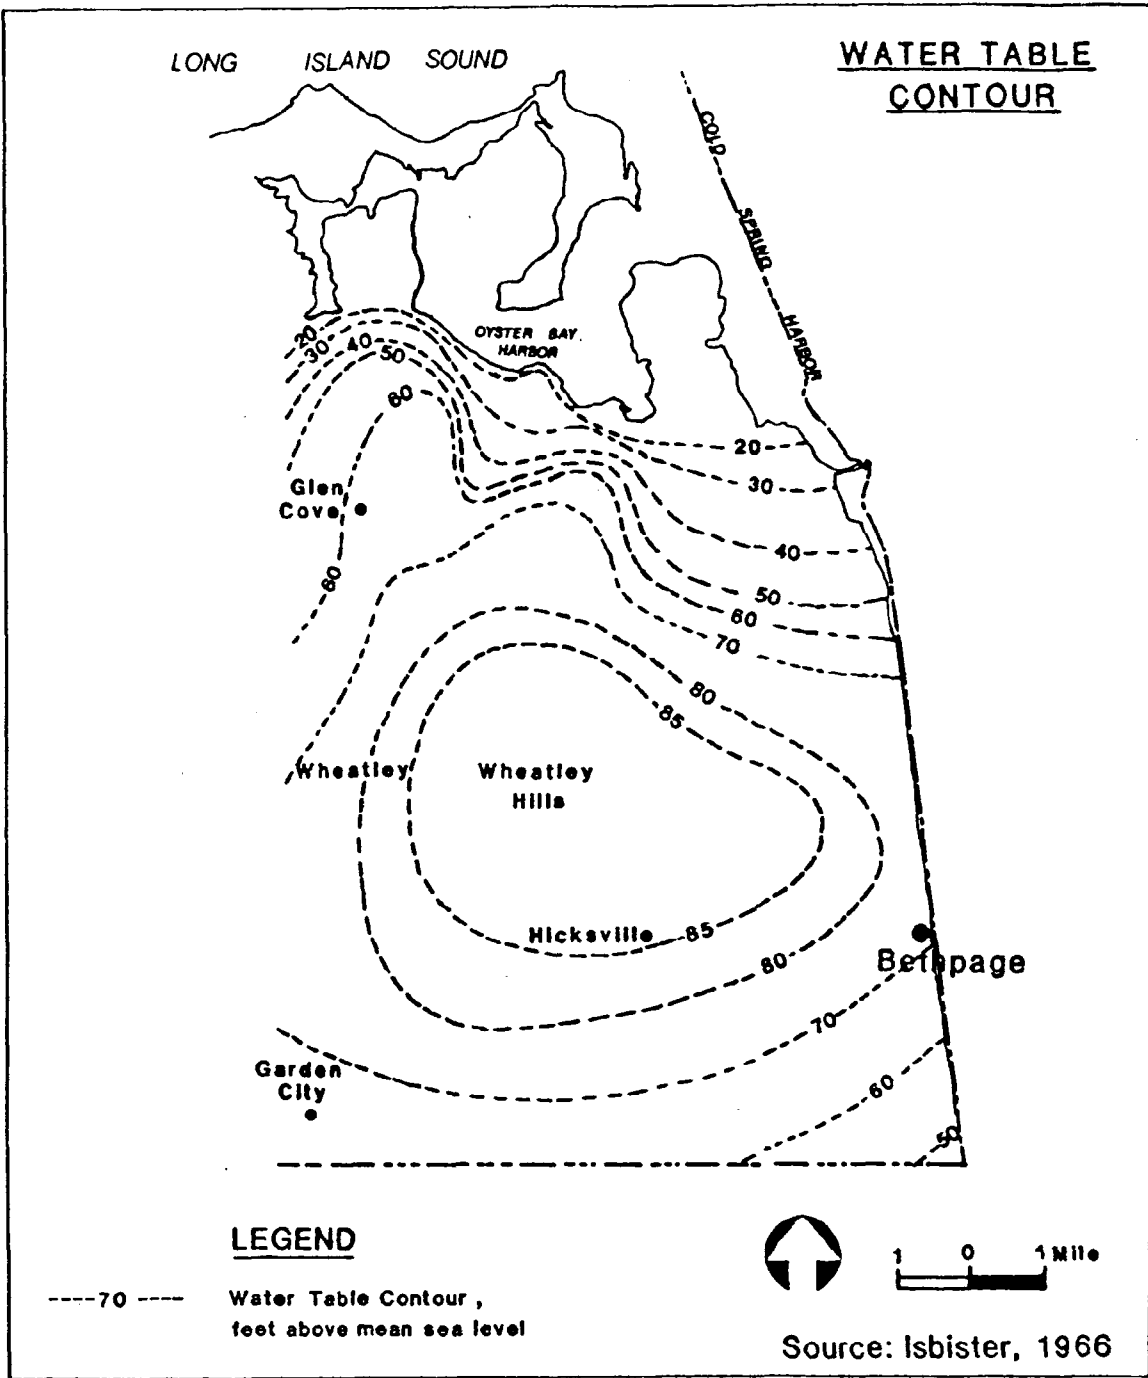 LONG ISLAND SOUND
WATER TABLE
CONTOUR
COLD SPRING HARBOR
OYSTER BAY
HARBOR
20
30
40
50
60
20
30
40
50
60
70
Glen
Cove
60
80
85
Wheatley
Wheatley
Hills
Hicksville
85
80
Bethpage
70
60
50
Garden
City
LEGEND
----70 ----
Water Table Contour ,
feet above mean sea level
1 0 1 Mile
Source: Isbister, 1966